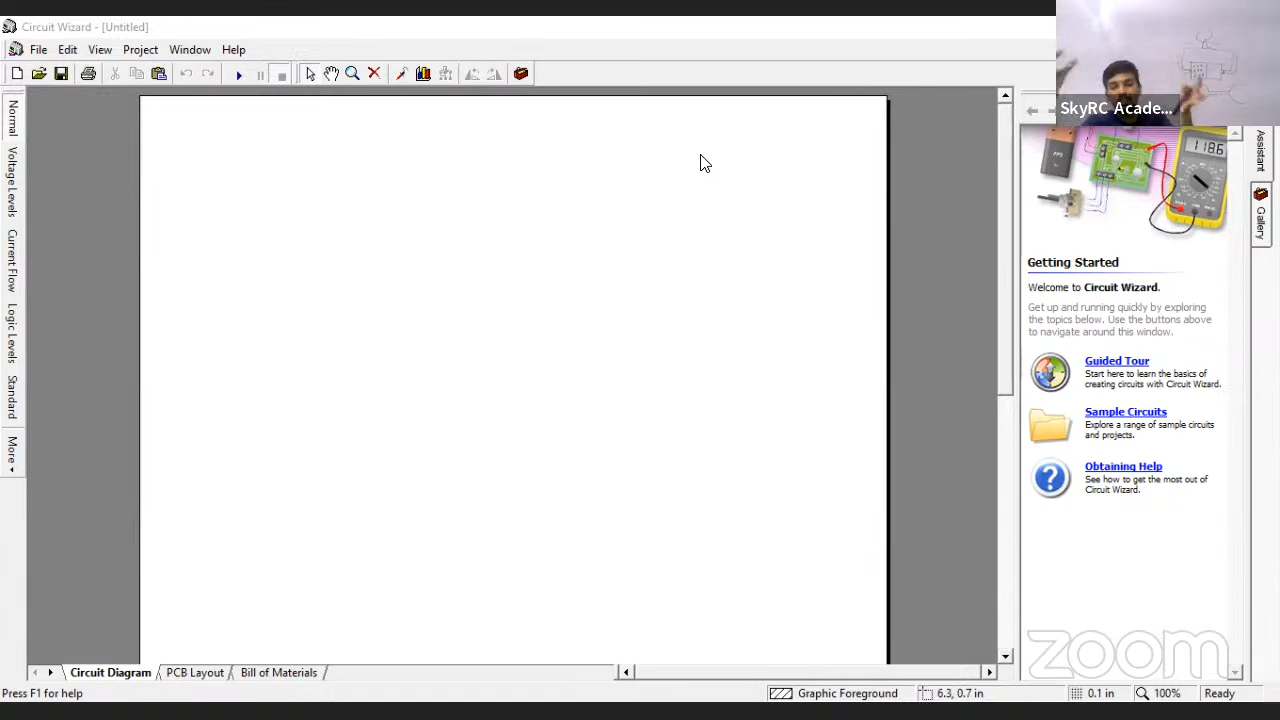 Circuit Wizard - [Untitled]
File Edit View Project Window Help
SkyRC Acade...
Normal
Voltage Levels
Current Flow
Logic Levels
Standard
More
Assistant
Gallery
118.6
Getting Started
Welcome to Circuit Wizard.
Get up and running quickly by exploring
the topics below. Use the buttons above
to navigate around this window.
Guided Tour
Start here to learn the basics of
creating circuits with Circuit Wizard.
Sample Circuits
Explore a range of sample circuits
and projects.
Obtaining Help
See how to get the most out of
Circuit Wizard.
zoom
Circuit Diagram PCB Layout Bill of Materials
Press F1 for help
Graphic Foreground 6.3, 0.7 in 0.1 in 100% Ready